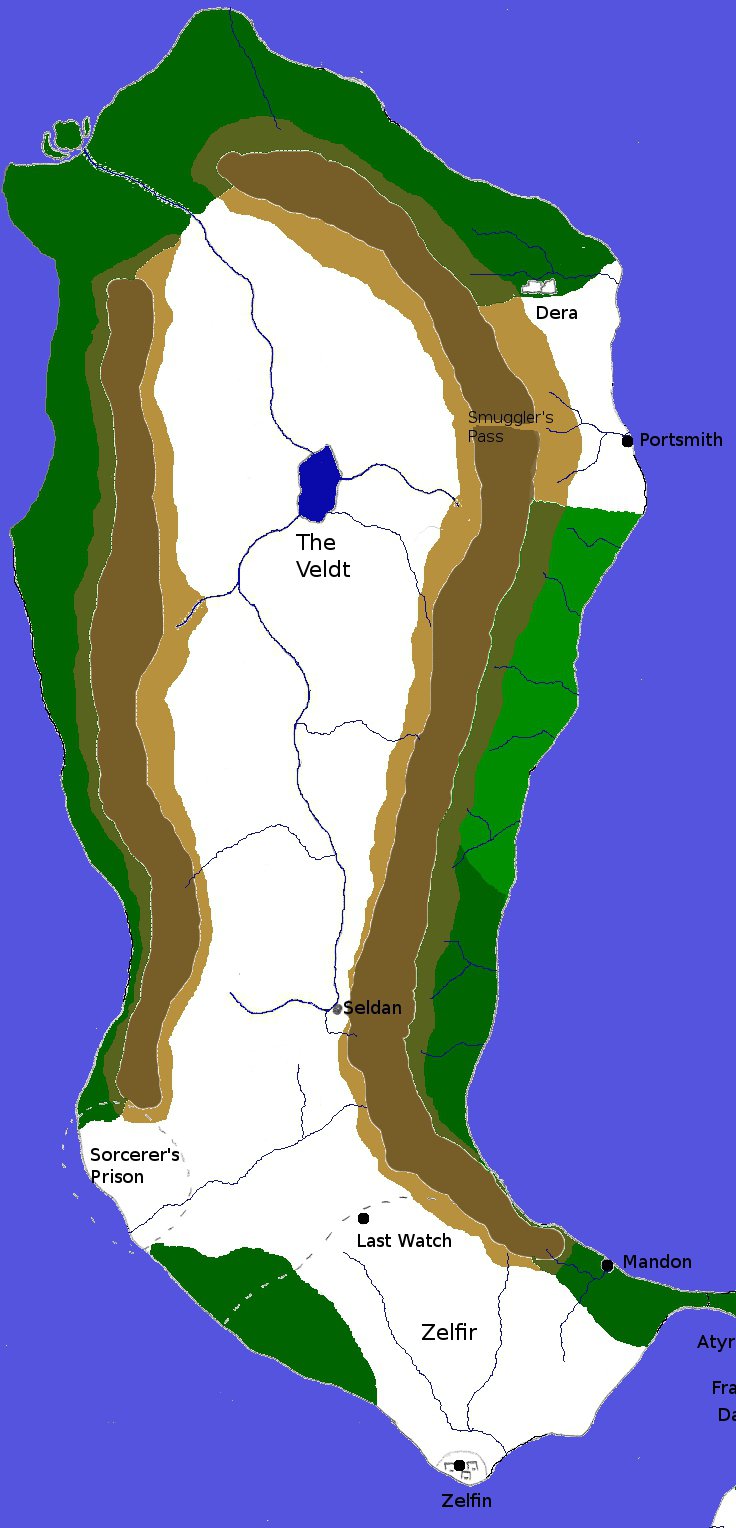 Dera
Smuggler's
Pass
Portsmith
The
Veldt
Seldan
Sorcerer's
Prison
Last Watch
Mandon
Zelfir
Atyr
Fra
Da
Zelfin